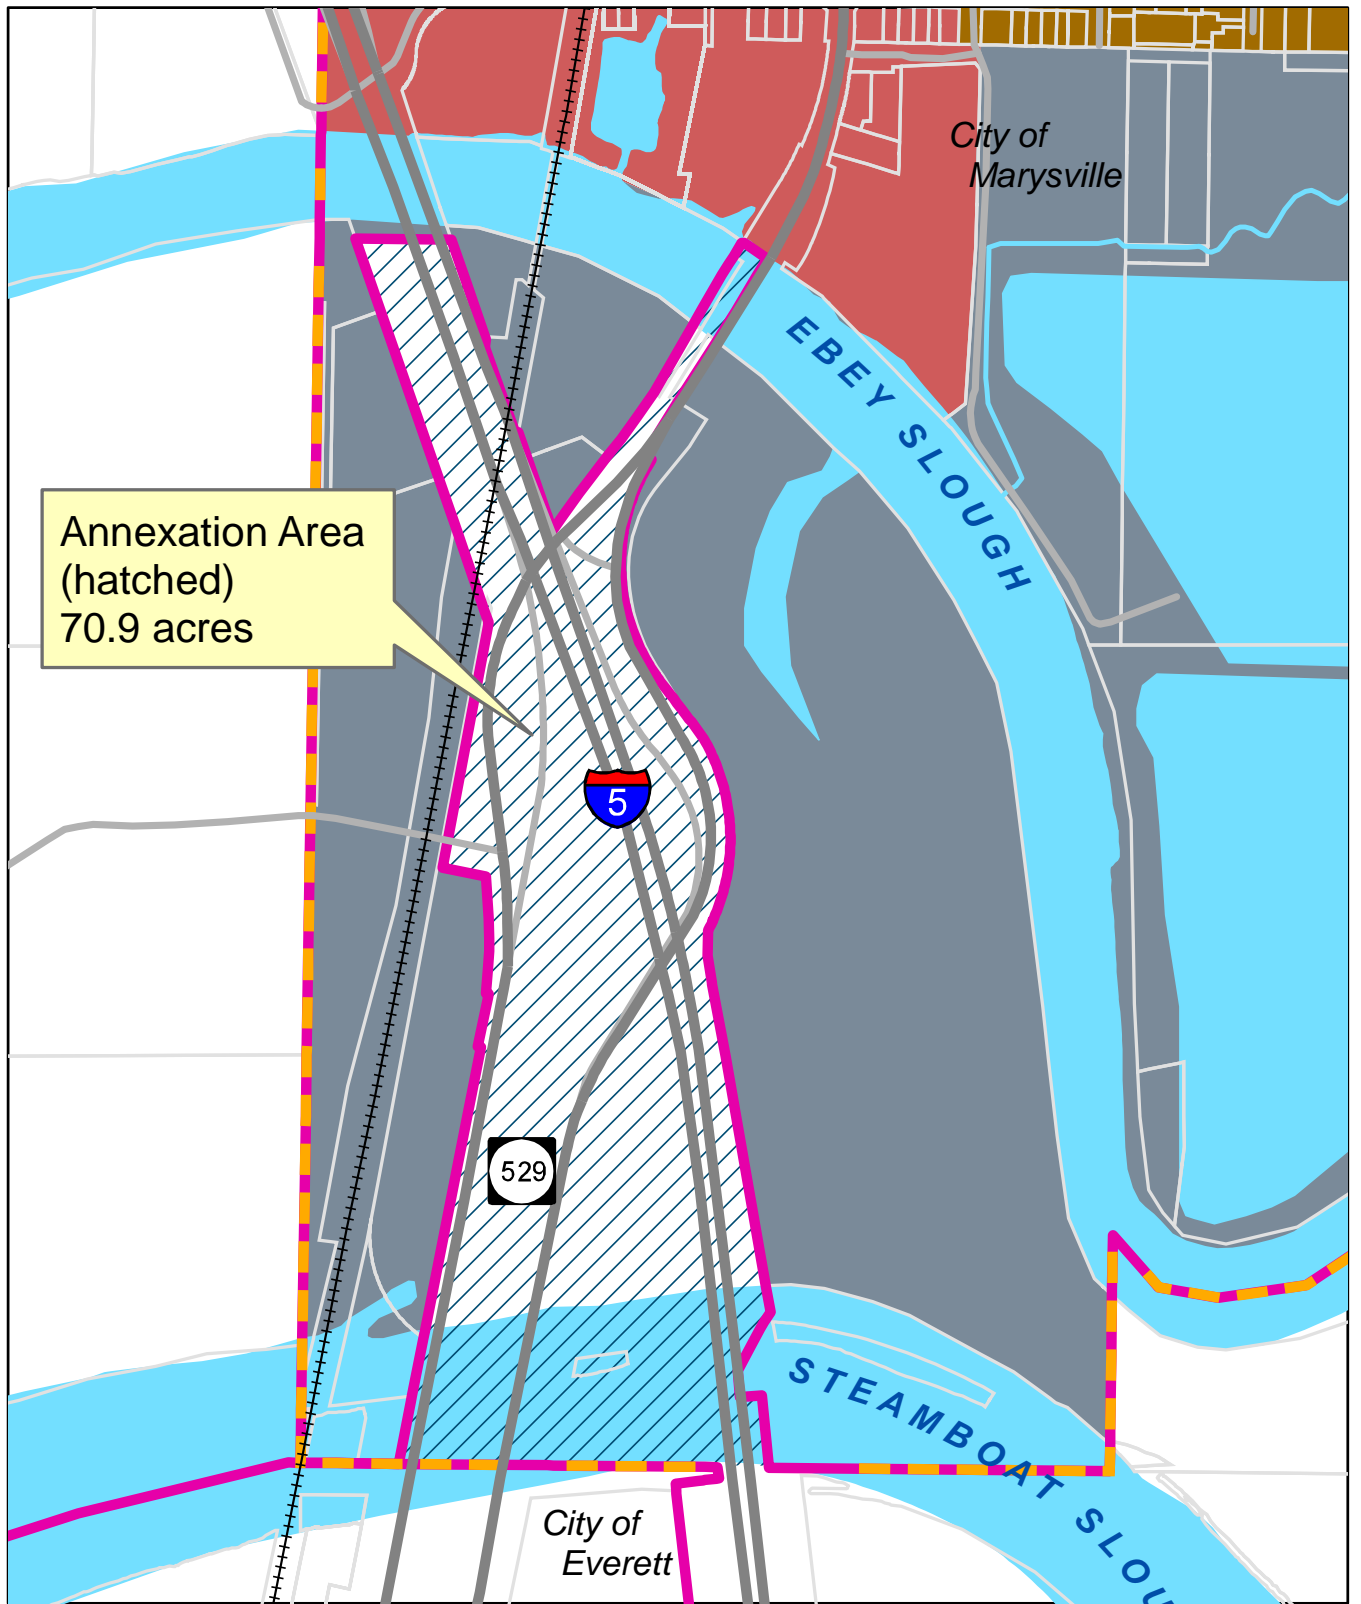 City of
Marysville
EBEY SLOUGH
Annexation Area
(hatched)
70.9 acres
5
529
STEAMBOAT SLOU
City of
Everett